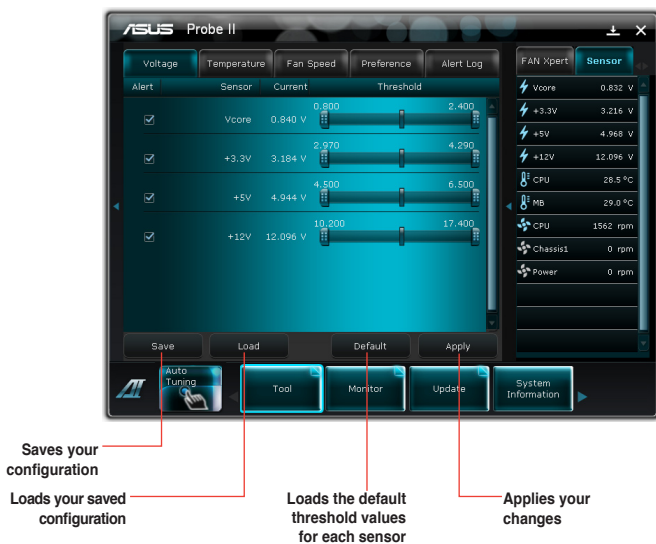 ASUS Probe II
Voltage Temperature Fan Speed Preference Alert Log
Alert Sensor Current Threshold
Vcore 0.840 V 0.800 2.400
+3.3V 3.184 V 2.970 4.290
+5V 4.944 V 4.500 6.500
+12V 12.096 V 10.200 17.400
Save Load Default Apply
FAN Xpert Sensor
Vcore 0.832 V
+3.3V 3.216 V
+5V 4.968 V
+12V 12.096 V
CPU 28.5 °C
MB 29.0 °C
CPU 1562 rpm
Chassis1 0 rpm
Power 0 rpm
AI
Auto
Tuning
Tool
Monitor
Update
System
Information
Saves your
configuration
Loads your saved
configuration
Loads the default
threshold values
for each sensor
Applies your
changes